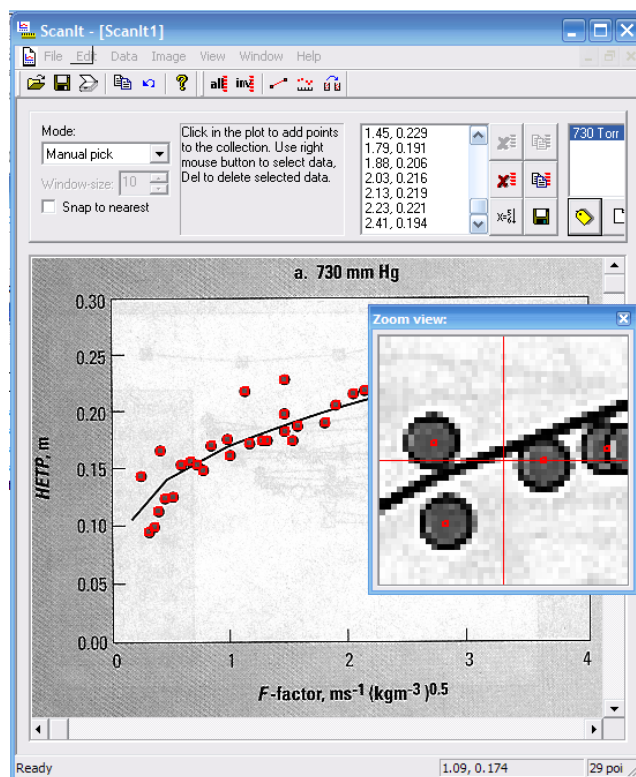 ScanIt - [ScanIt1]
File Edit Data Image View Window Help
all inv
Mode:
Manual pick
Window-size: 10
Snap to nearest
Click in the plot to add points
to the collection. Use right
mouse button to select data,
Del to delete selected data.
1.45, 0.229
1.79, 0.191
1.88, 0.206
2.03, 0.216
2.13, 0.219
2.23, 0.221
2.41, 0.194
730 Torr
a. 730 mm Hg
Zoom view:
0.30
0.25
0.20
0.15
0.10
0.05
0.00
HETP, m
0 1 2 3 4
F-factor, ms⁻¹ (kgm⁻³)⁰·⁵
Ready
1.09, 0.174
29 poi